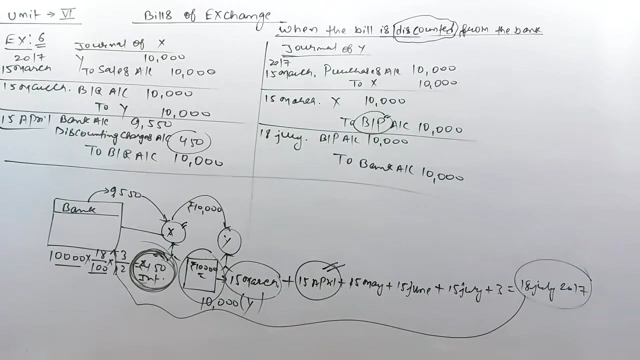 Unit - VI Bills of Exchange
When the bill is discounted from the bank
Ex: 6 Journal of X
2017 Y 10,000
15 March To Sales A/c 10,000
15 March. B/R A/c 10,000
To Y 10,000
15 April Bank A/c 9,550
Discounting Charges A/c 450
To B/R A/c 10,000
Journal of Y
2017
15 March. Purchases A/c 10,000
To X 10,000
15 March. X 10,000
To B/P A/c 10,000
18 July. B/P A/c 10,000
To Bank A/c 10,000
9,550
Bank
X
₹10,000
Y
10000 × 18/100 × 3/12 = ₹450 Int.
₹10000
15 March + 15 April + 15 May + 15 June + 15 July + 3 = 18 July 2017
10,000 (Y)